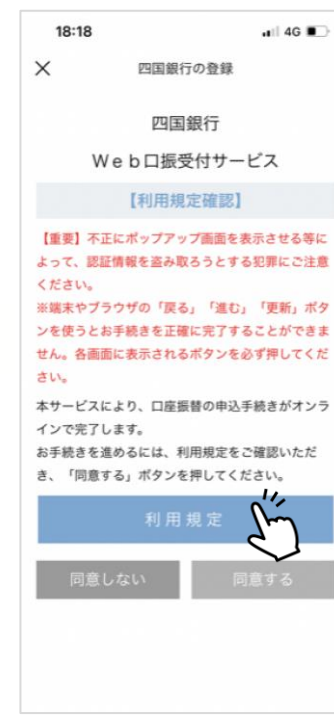 18:18
4G
四国銀行の登録
四国銀行
Ｗｅｂ口振受付サービス
【利用規定確認】
【重要】不正にポップアップ画面を表示させる等に
よって、認証情報を盗み取ろうとする犯罪にご注意
ください。
※端末やブラウザの「戻る」「進む」「更新」ボタ
ンを使うとお手続きを正確に完了することができま
せん。各画面に表示されるボタンを必ず押してくだ
さい。
本サービスにより、口座振替の申込手続きがオンラ
インで完了します。
お手続きを進めるには、利用規定をご確認いただ
き、「同意する」ボタンを押してください。
利用規定
同意しない
同意する